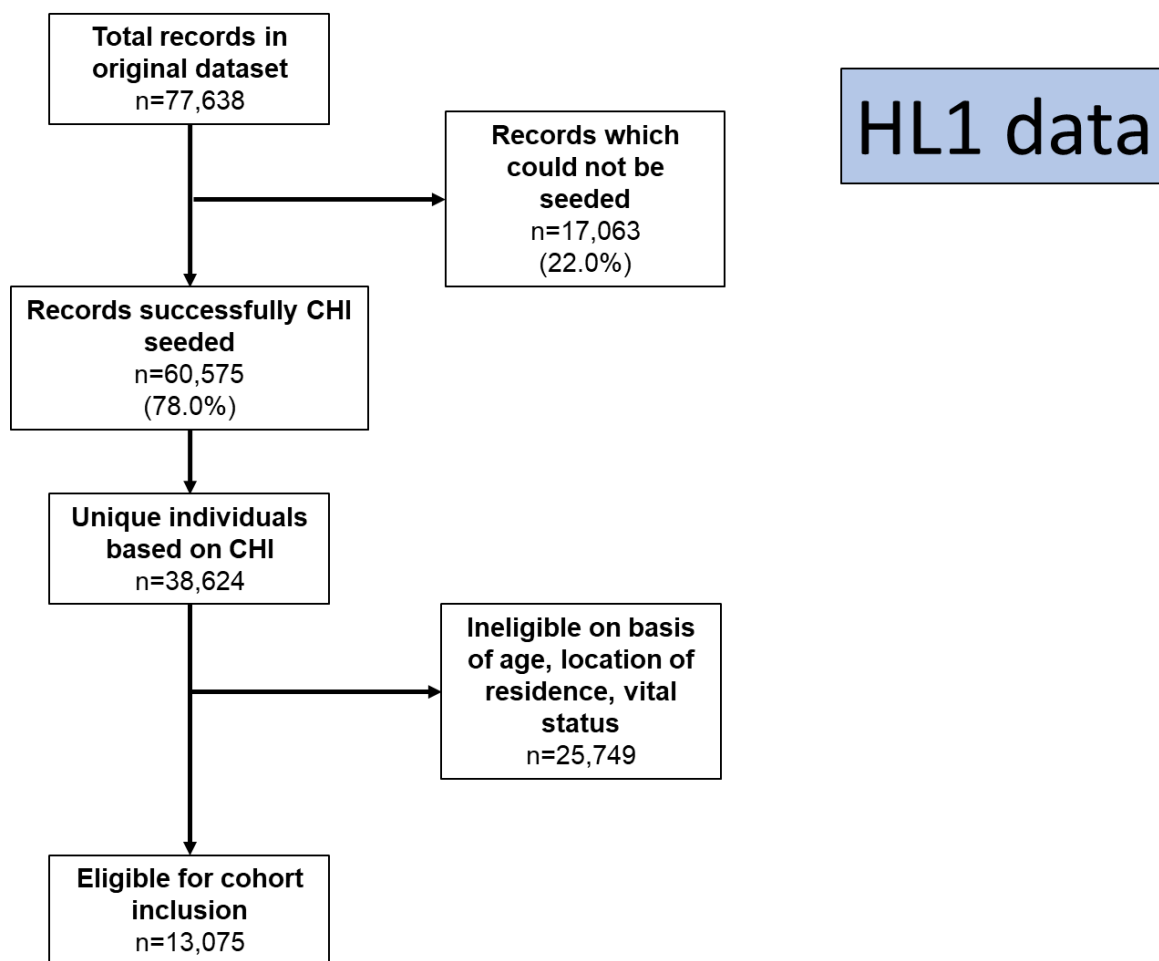 Total records in
original dataset
n=77,638
HL1 data
Records which
could not be
seeded
n=17,063
(22.0%)
Records successfully CHI
seeded
n=60,575
(78.0%)
Unique individuals
based on CHI
n=38,624
Ineligible on basis
of age, location of
residence, vital
status
n=25,749
Eligible for cohort
inclusion
n=13,075